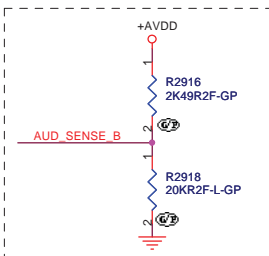 +AVDD
1
R2916
2K49R2F-GP
2
G/P
AUD_SENSE_B
1
R2918
20KR2F-L-GP
2
G/P